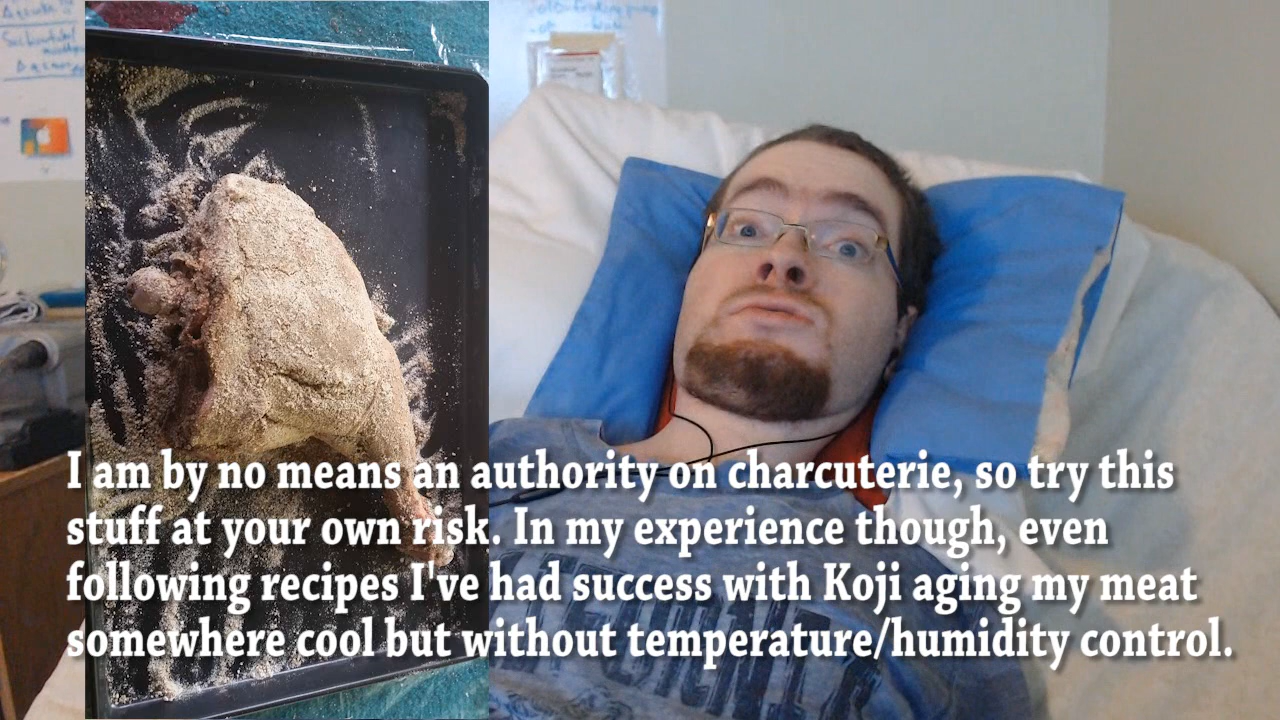 I am by no means an authority on charcuterie, so try this
stuff at your own risk. In my experience though, even
following recipes I've had success with Koji aging my meat
somewhere cool but without temperature/humidity control.